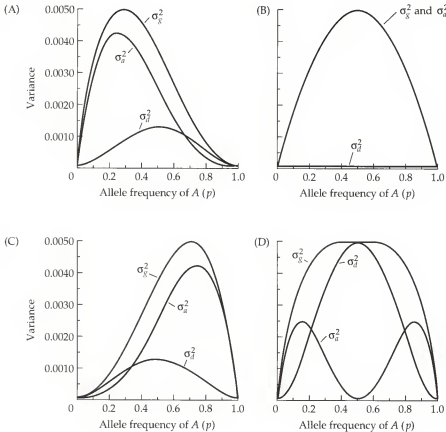 (A)
0.0050
0.0040
0.0030
0.0020
0.0010
Variance
σ²g
σ²a
σ²d
0 0.2 0.4 0.6 0.8 1.0
Allele frequency of A (p)
(B)
σ²g and σ²a
σ²d
0 0.2 0.4 0.6 0.8 1.0
Allele frequency of A (p)
(C)
0.0050
0.0040
0.0030
0.0020
0.0010
Variance
σ²g
σ²a
σ²d
0 0.2 0.4 0.6 0.8 1.0
Allele frequency of A (p)
(D)
σ²g
σ²d
σ²a
0 0.2 0.4 0.6 0.8 1.0
Allele frequency of A (p)